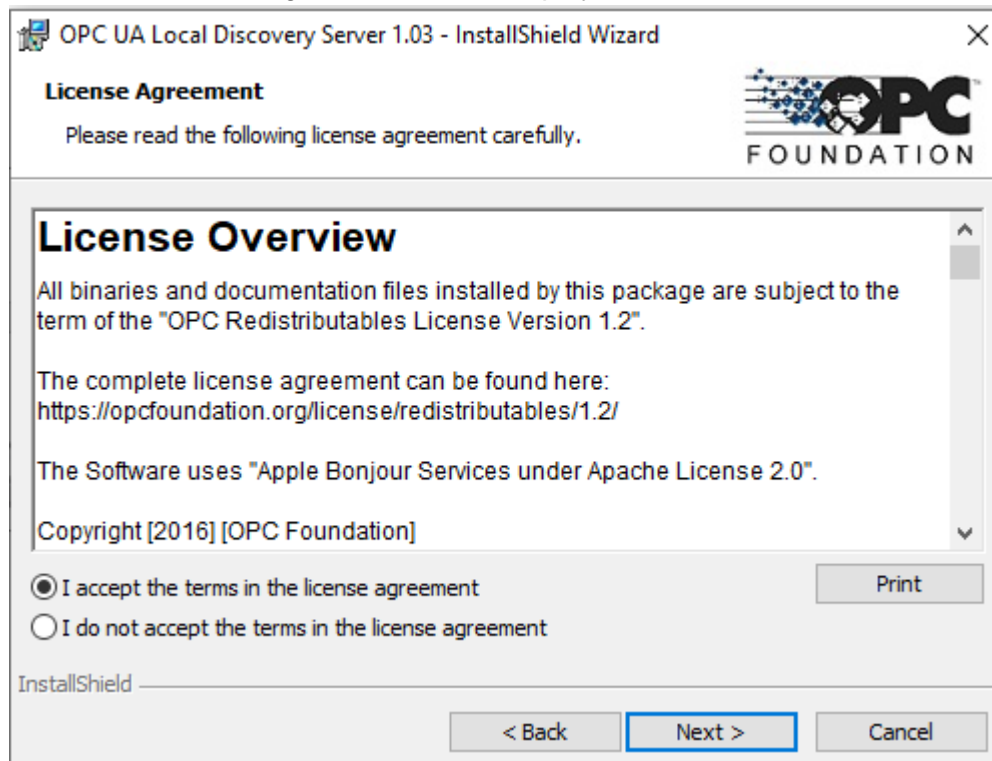 OPC UA Local Discovery Server 1.03 - InstallShield Wizard
License Agreement
Please read the following license agreement carefully.
OPC
FOUNDATION
License Overview
All binaries and documentation files installed by this package are subject to the
term of the "OPC Redistributables License Version 1.2".
The complete license agreement can be found here:
https://opcfoundation.org/license/redistributables/1.2/
The Software uses "Apple Bonjour Services under Apache License 2.0".
Copyright [2016] [OPC Foundation]
I accept the terms in the license agreement
Print
I do not accept the terms in the license agreement
InstallShield
< Back
Next >
Cancel